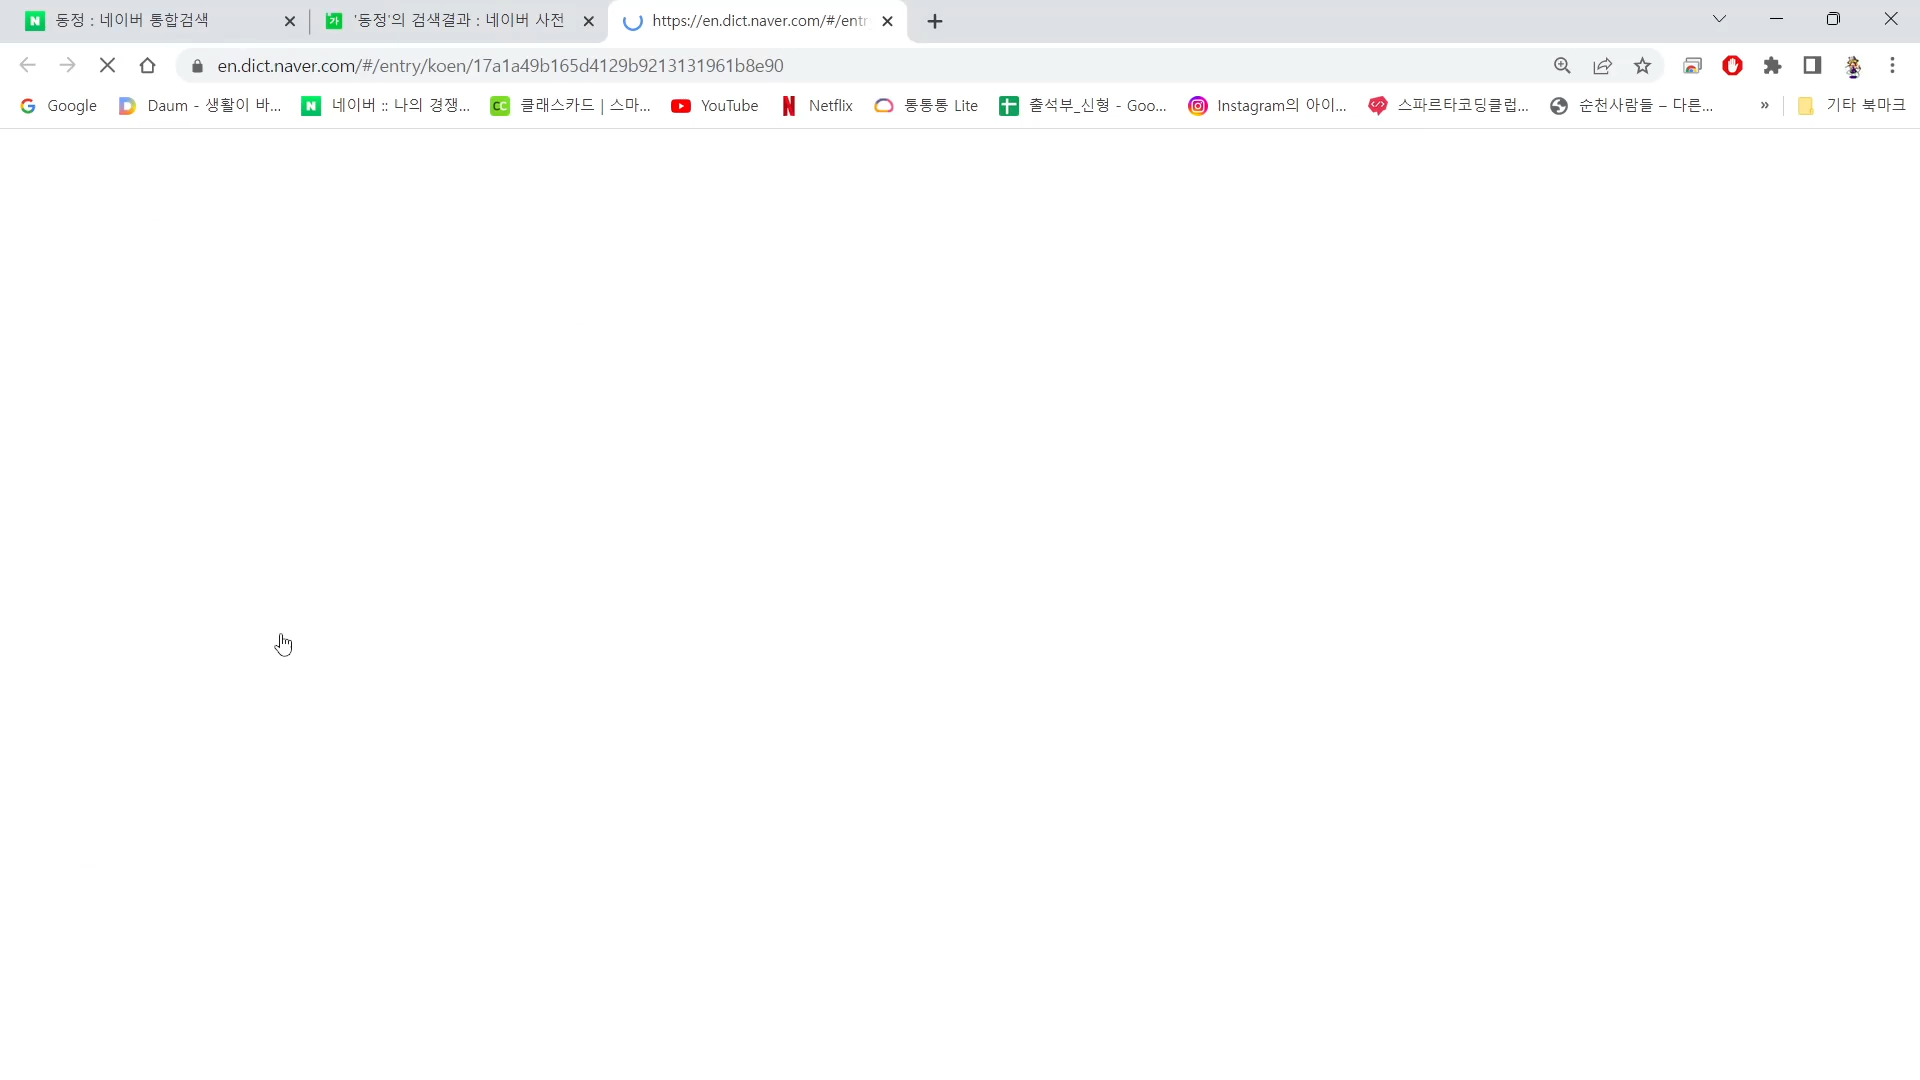 동정 : 네이버 통합검색
'동정'의 검색결과 : 네이버 사전
https://en.dict.naver.com/#/entr
en.dict.naver.com/#/entry/koen/17a1a49b165d4129b9213131961b8e90
Google
Daum - 생활이 바...
네이버 :: 나의 경쟁...
클래스카드 | 스마...
YouTube
Netflix
통통통 Lite
출석부_신형 - Goo...
Instagram의 아이...
스파르타코딩클럽...
순천사람들 – 다른...
»
기타 북마크